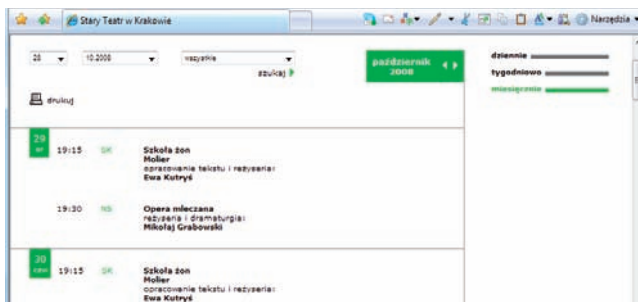 Stary Teatr w Krakowie
Narzędzia
28 10.2008 wszystkie
szukaj
październik
2008
dziennie
tygodniowo
miesięcznie
drukuj
29
śr
19:15 SK Szkoła żon
Molier
opracowanie tekstu i reżyseria:
Ewa Kutryś
19:30 NS Opera mleczana
reżyseria i dramaturgia:
Mikołaj Grabowski
30
czw
19:15 SK Szkoła żon
Molier
opracowanie tekstu i reżyseria:
Ewa Kutryś